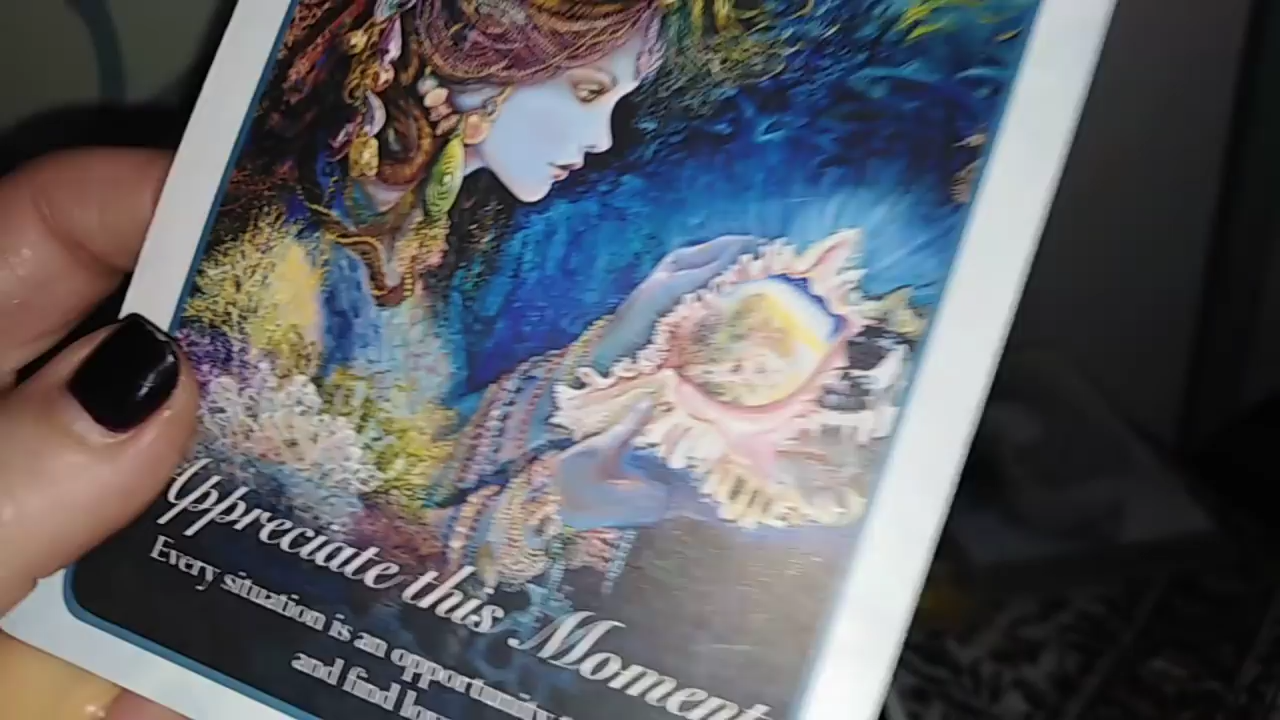 Appreciate this Moment
Every situation is an opportunity
and find